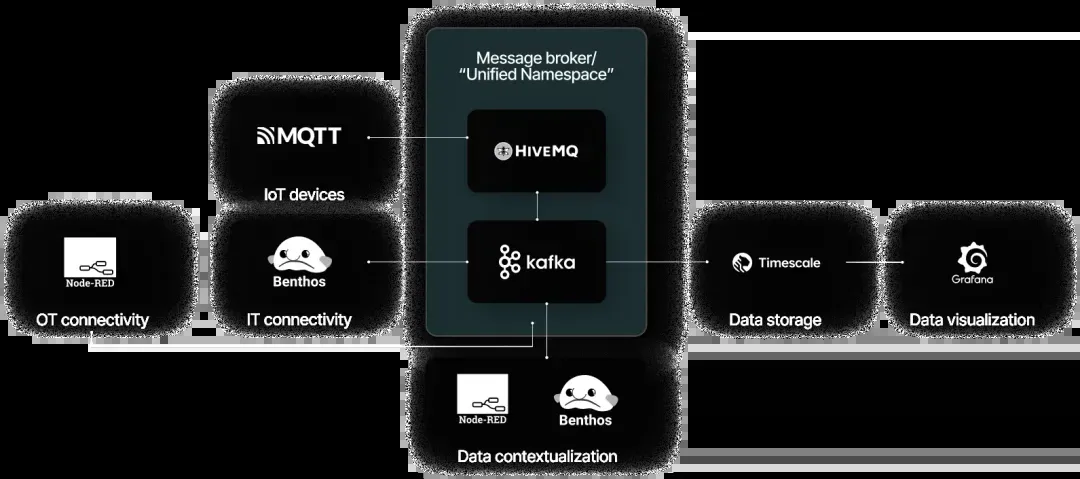 Message broker/
“Unified Namespace”
MQTT
HIVEMQ
IoT devices
Node-RED
OT connectivity
Benthos
IT connectivity
kafka
Timescale
Data storage
Grafana
Data visualization
Node-RED
Benthos
Data contextualization